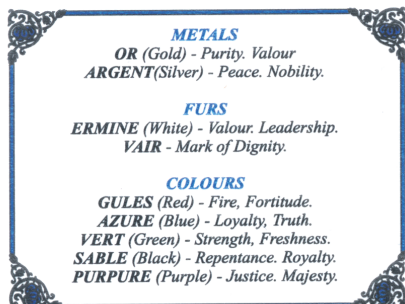 METALS
OR (Gold) - Purity. Valour
ARGENT(Silver) - Peace. Nobility.
FURS
ERMINE (White) - Valour. Leadership.
VAIR - Mark of Dignity.
COLOURS
GULES (Red) - Fire, Fortitude.
AZURE (Blue) - Loyalty, Truth.
VERT (Green) - Strength, Freshness.
SABLE (Black) - Repentance. Royalty.
PURPURE (Purple) - Justice. Majesty.